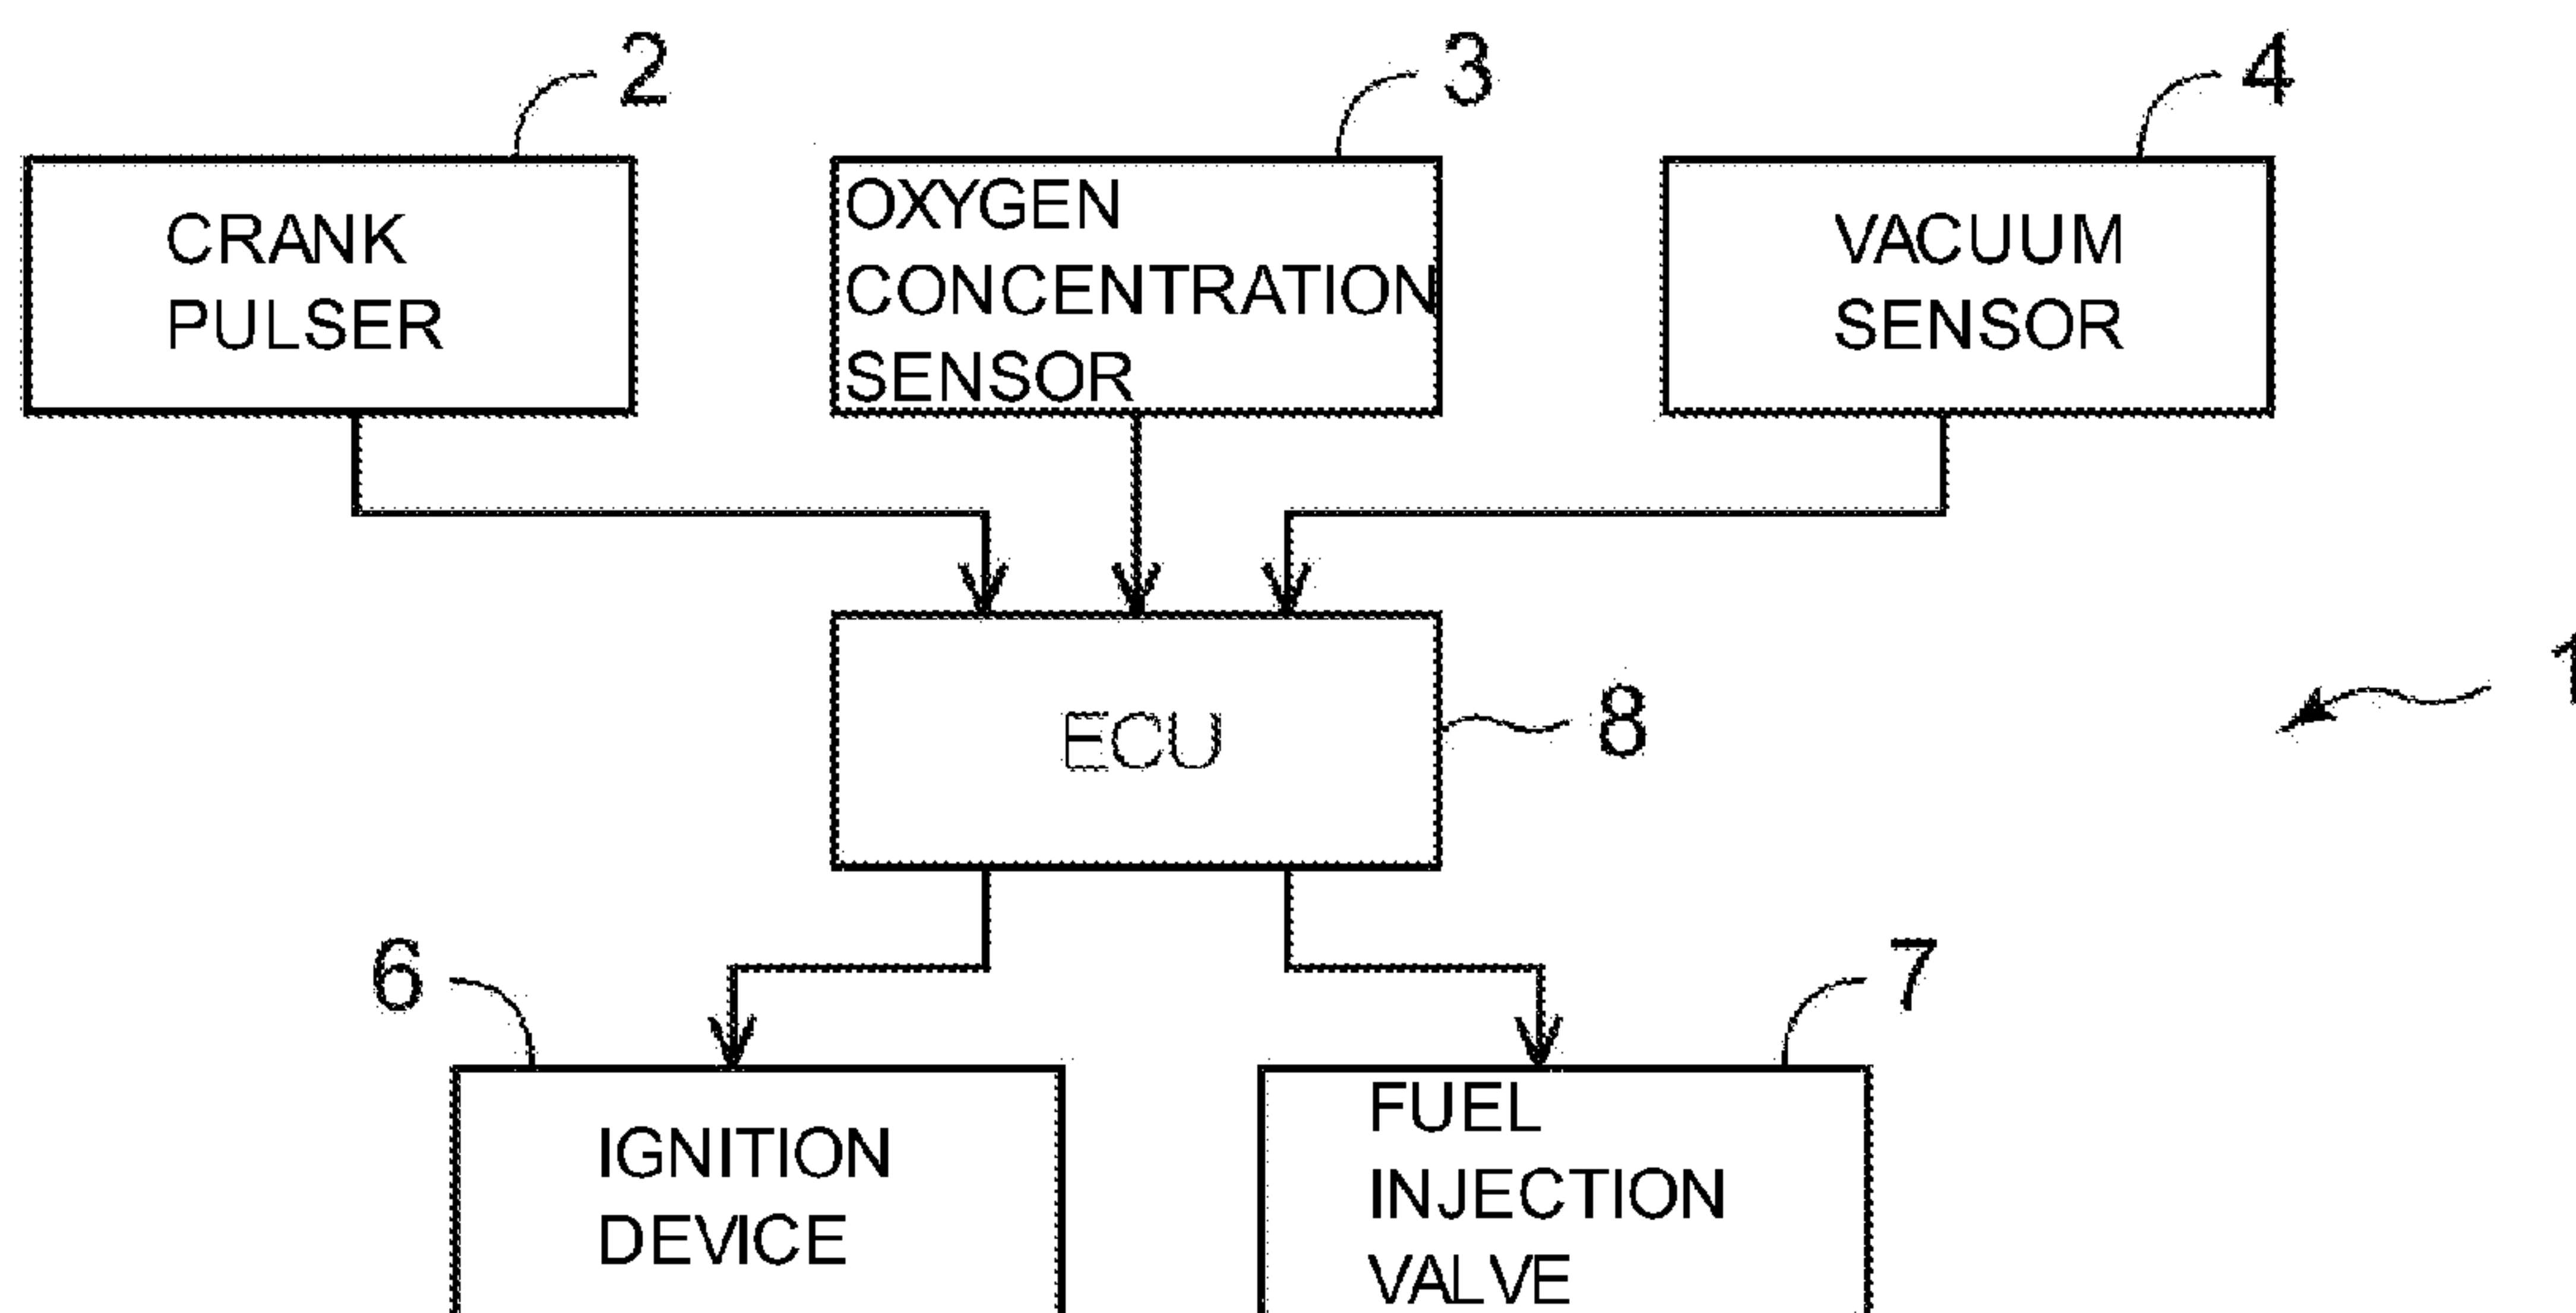 2
3
4
CRANK
PULSER
OXYGEN
CONCENTRATION
SENSOR
VACUUM
SENSOR
ECU
8
1
6
7
IGNITION
DEVICE
FUEL
INJECTION
VALVE